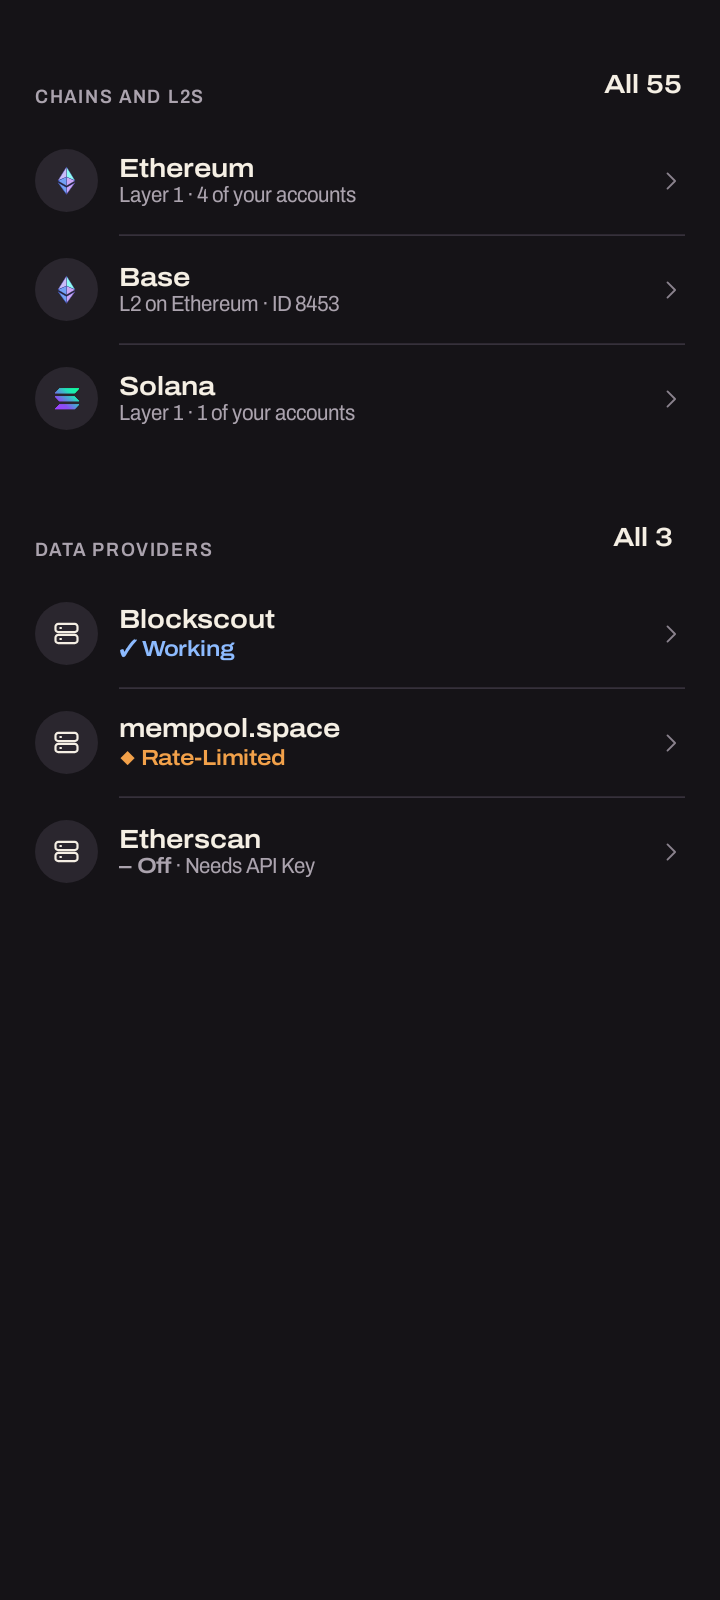 CHAINS AND L2S
All 55
Ethereum
Layer 1 · 4 of your accounts
Base
L2 on Ethereum · ID 8453
Solana
Layer 1 · 1 of your accounts
DATA PROVIDERS
All 3
Blockscout
✓ Working
mempool.space
◆ Rate-Limited
Etherscan
– Off · Needs API Key